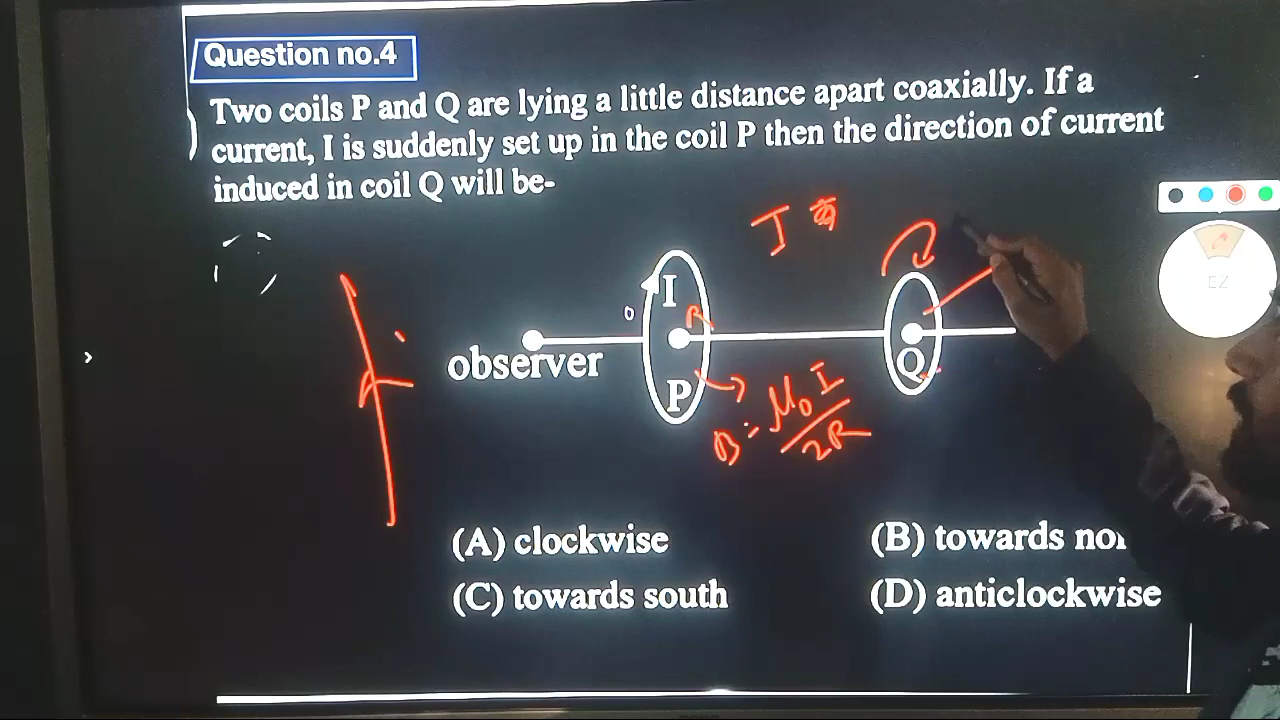 Question no.4
Two coils P and Q are lying a little distance apart coaxially. If a
current, I is suddenly set up in the coil P then the direction of current
induced in coil Q will be-
I
I
R
observer
P
Q
B = μ₀I/2R
(A) clockwise
(B) towards
(C) towards south
(D) anticlockwise
EZ